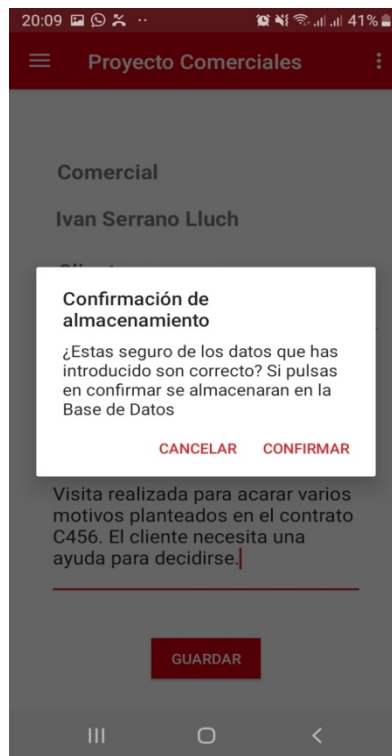 20:09 41%
Proyecto Comerciales
Comercial
Ivan Serrano Lluch
Confirmación de
almacenamiento
¿Estas seguro de los datos que has
introducido son correcto? Si pulsas
en confirmar se almacenaran en la
Base de Datos
CANCELAR CONFIRMAR
Visita realizada para acarar varios
motivos planteados en el contrato
C456. El cliente necesita una
ayuda para decidirse.
GUARDAR